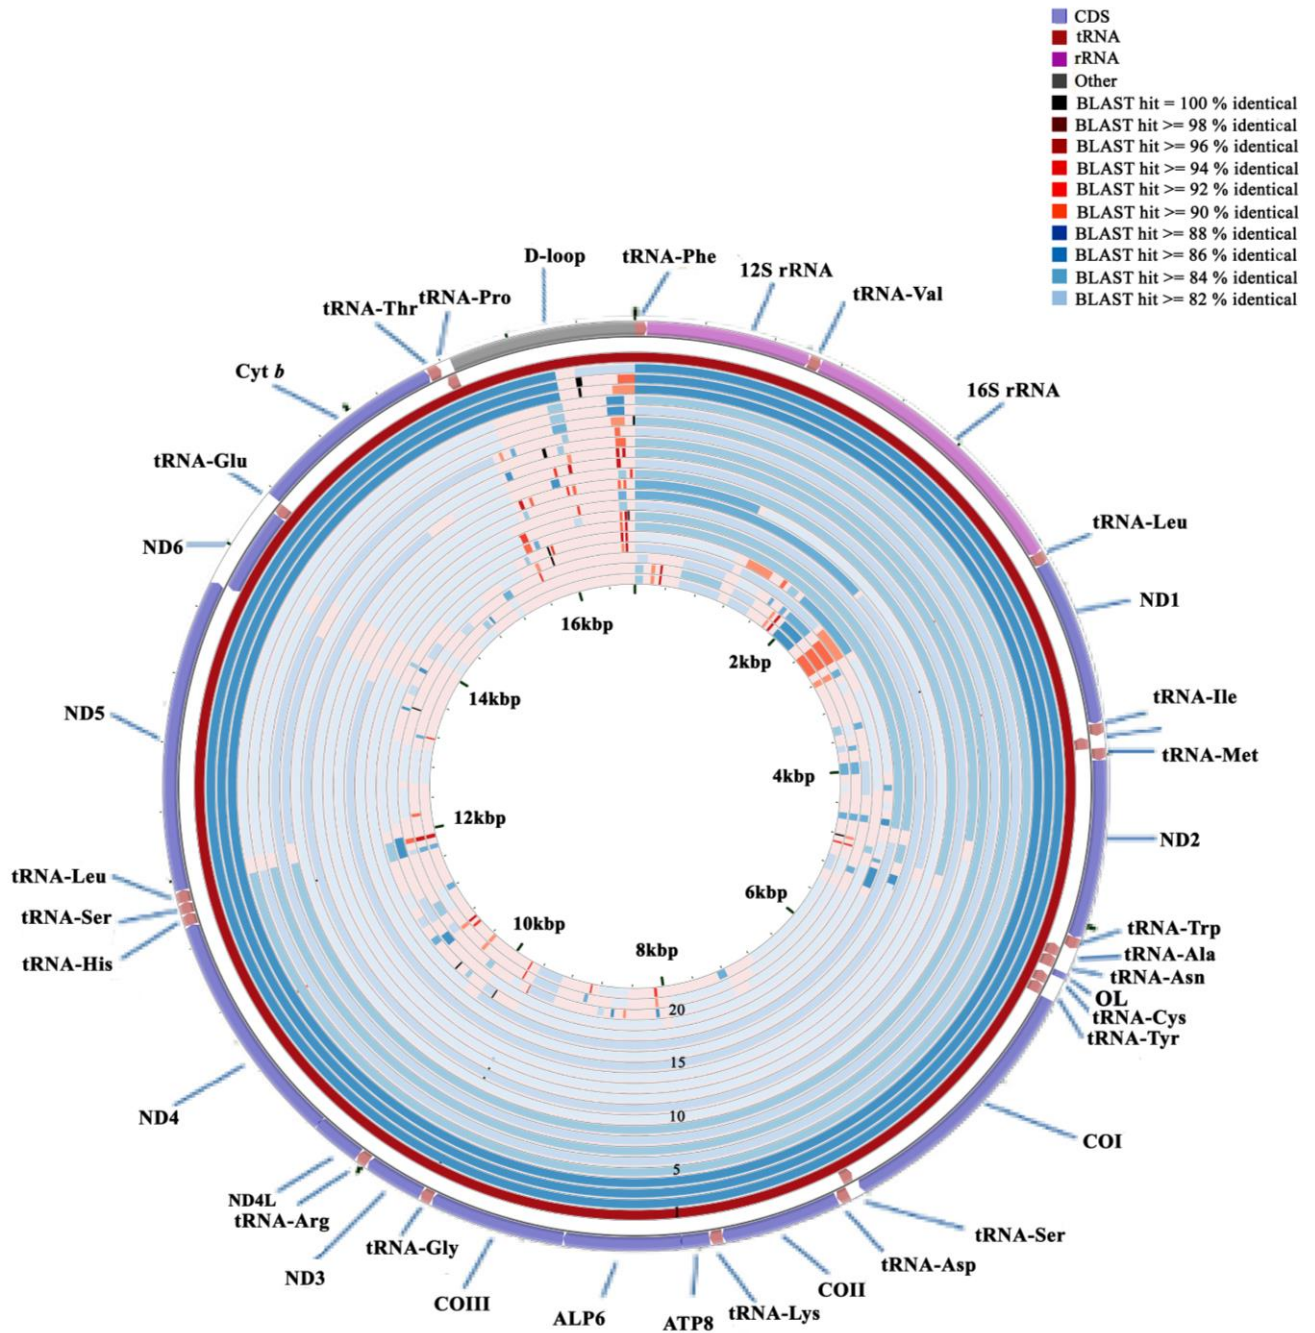 CDS
tRNA
rRNA
Other
BLAST hit = 100 % identical
BLAST hit >= 98 % identical
BLAST hit >= 96 % identical
BLAST hit >= 94 % identical
BLAST hit >= 92 % identical
BLAST hit >= 90 % identical
BLAST hit >= 88 % identical
BLAST hit >= 86 % identical
BLAST hit >= 84 % identical
BLAST hit >= 82 % identical
D-loop
tRNA-Phe
12S rRNA
tRNA-Val
tRNA-Thr
tRNA-Pro
Cyt b
16S rRNA
tRNA-Glu
tRNA-Leu
ND6
ND1
16kbp
2kbp
14kbp
tRNA-Ile
ND5
tRNA-Met
4kbp
12kbp
ND2
tRNA-Leu
6kbp
tRNA-Ser
tRNA-Trp
10kbp
8kbp
tRNA-Ala
tRNA-His
tRNA-Asn
OL
20
tRNA-Cys
tRNA-Tyr
15
10
ND4
COI
5
ND4L
1
tRNA-Arg
tRNA-Ser
tRNA-Gly
tRNA-Asp
ND3
COII
COIII
ALP6
ATP8
tRNA-Lys